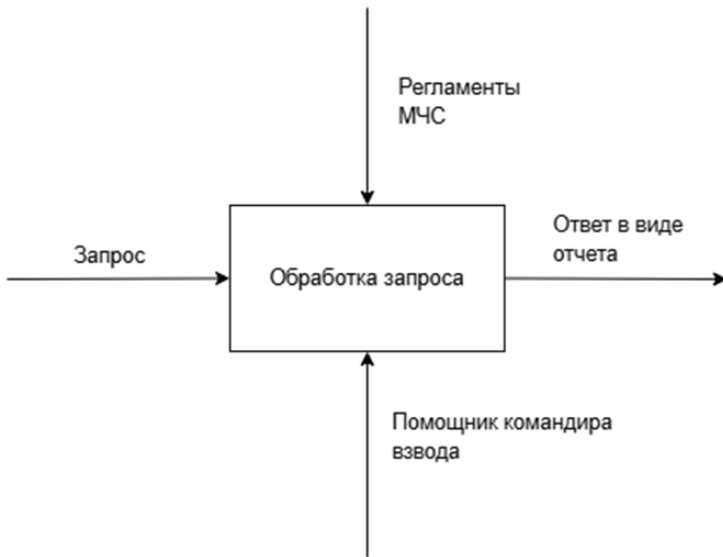 Регламенты
МЧС
Запрос
Обработка запроса
Ответ в виде
отчета
Помощник командира
взвода